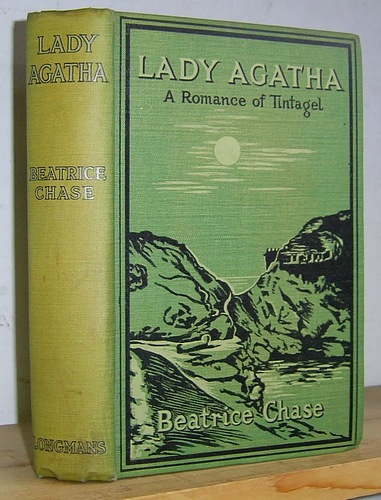 LADY
AGATHA
BEATRICE
CHASE
LONGMANS
LADY AGATHA
A Romance of Tintagel
Beatrice Chase